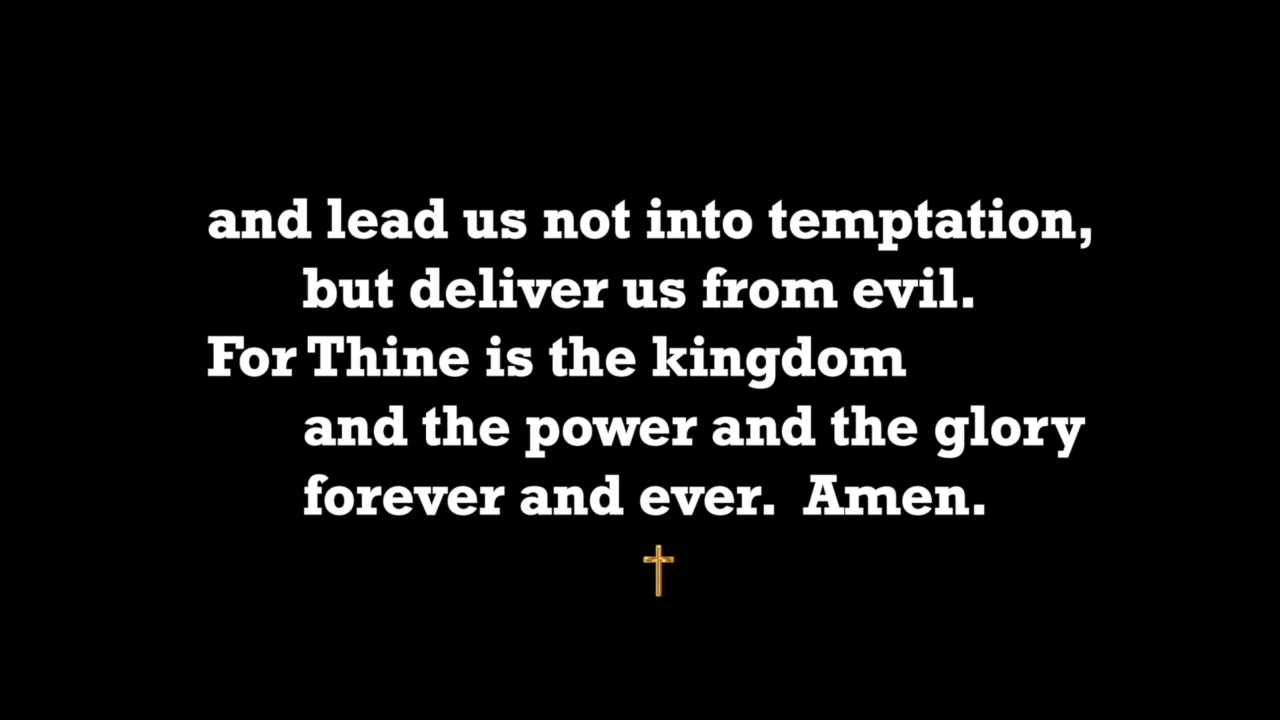 and lead us not into temptation,
but deliver us from evil.
For Thine is the kingdom
and the power and the glory
forever and ever.  Amen.